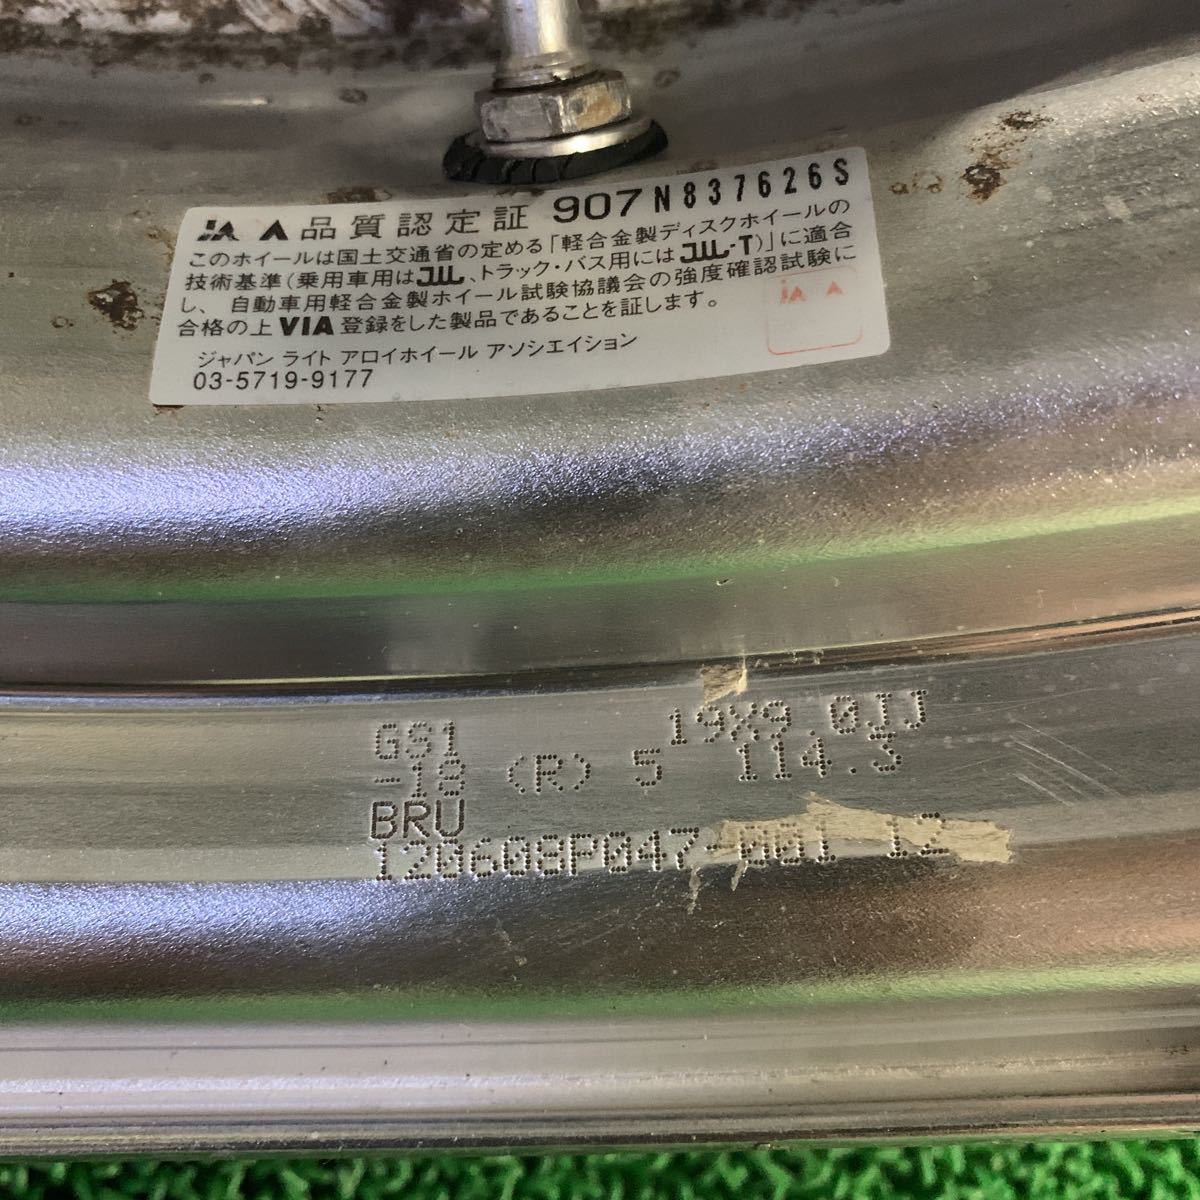 JAWA 品質認定証 907 N837626S
このホイールは国土交通省の定める「軽合金製ディスクホイールの
技術基準(乗用車用はJWL、トラック・バス用にはJWL-T)」に適合
し、自動車用軽合金製ホイール試験協議会の強度確認試験に
合格の上VIA登録をした製品であることを証します。
ジャパン ライト アロイホイール アソシエイション
03-5719-9177
GS1 19X9.0JJ
-18 (R) 5 114.3
BRU
120608P047-001 12